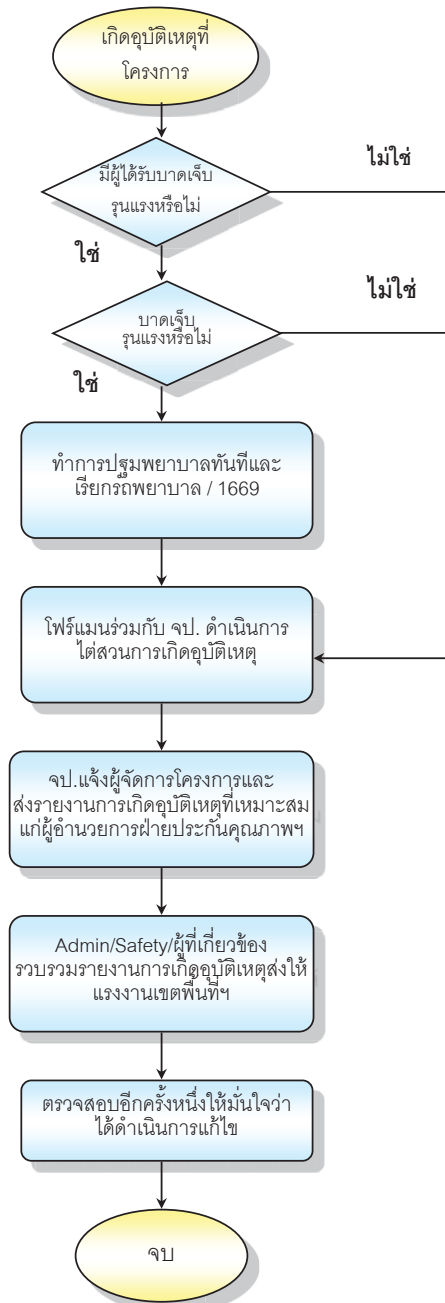 เกิดอุบัติเหตุที่
โครงการ
มีผู้ได้รับบาดเจ็บ
รุนแรงหรือไม่
ไม่ใช่
ใช่
บาดเจ็บ
รุนแรงหรือไม่
ไม่ใช่
ใช่
ทำการปฐมพยาบาลทันทีและ
เรียกรถพยาบาล / 1669
โฟร์แมนร่วมกับ จป. ดำเนินการ
ไต่สวนการเกิดอุบัติเหตุ
จป.แจ้งผู้จัดการโครงการและ
ส่งรายงานการเกิดอุบัติเหตุที่เหมาะสม
แก่ผู้อำนวยการฝ่ายประกันคุณภาพฯ
Admin/Safety/ผู้ที่เกี่ยวข้อง
รวบรวมรายงานการเกิดอุบัติเหตุส่งให้
แรงงานเขตพื้นที่ฯ
ตรวจสอบอีกครั้งหนึ่งให้มั่นใจว่า
ได้ดำเนินการแก้ไข
จบ